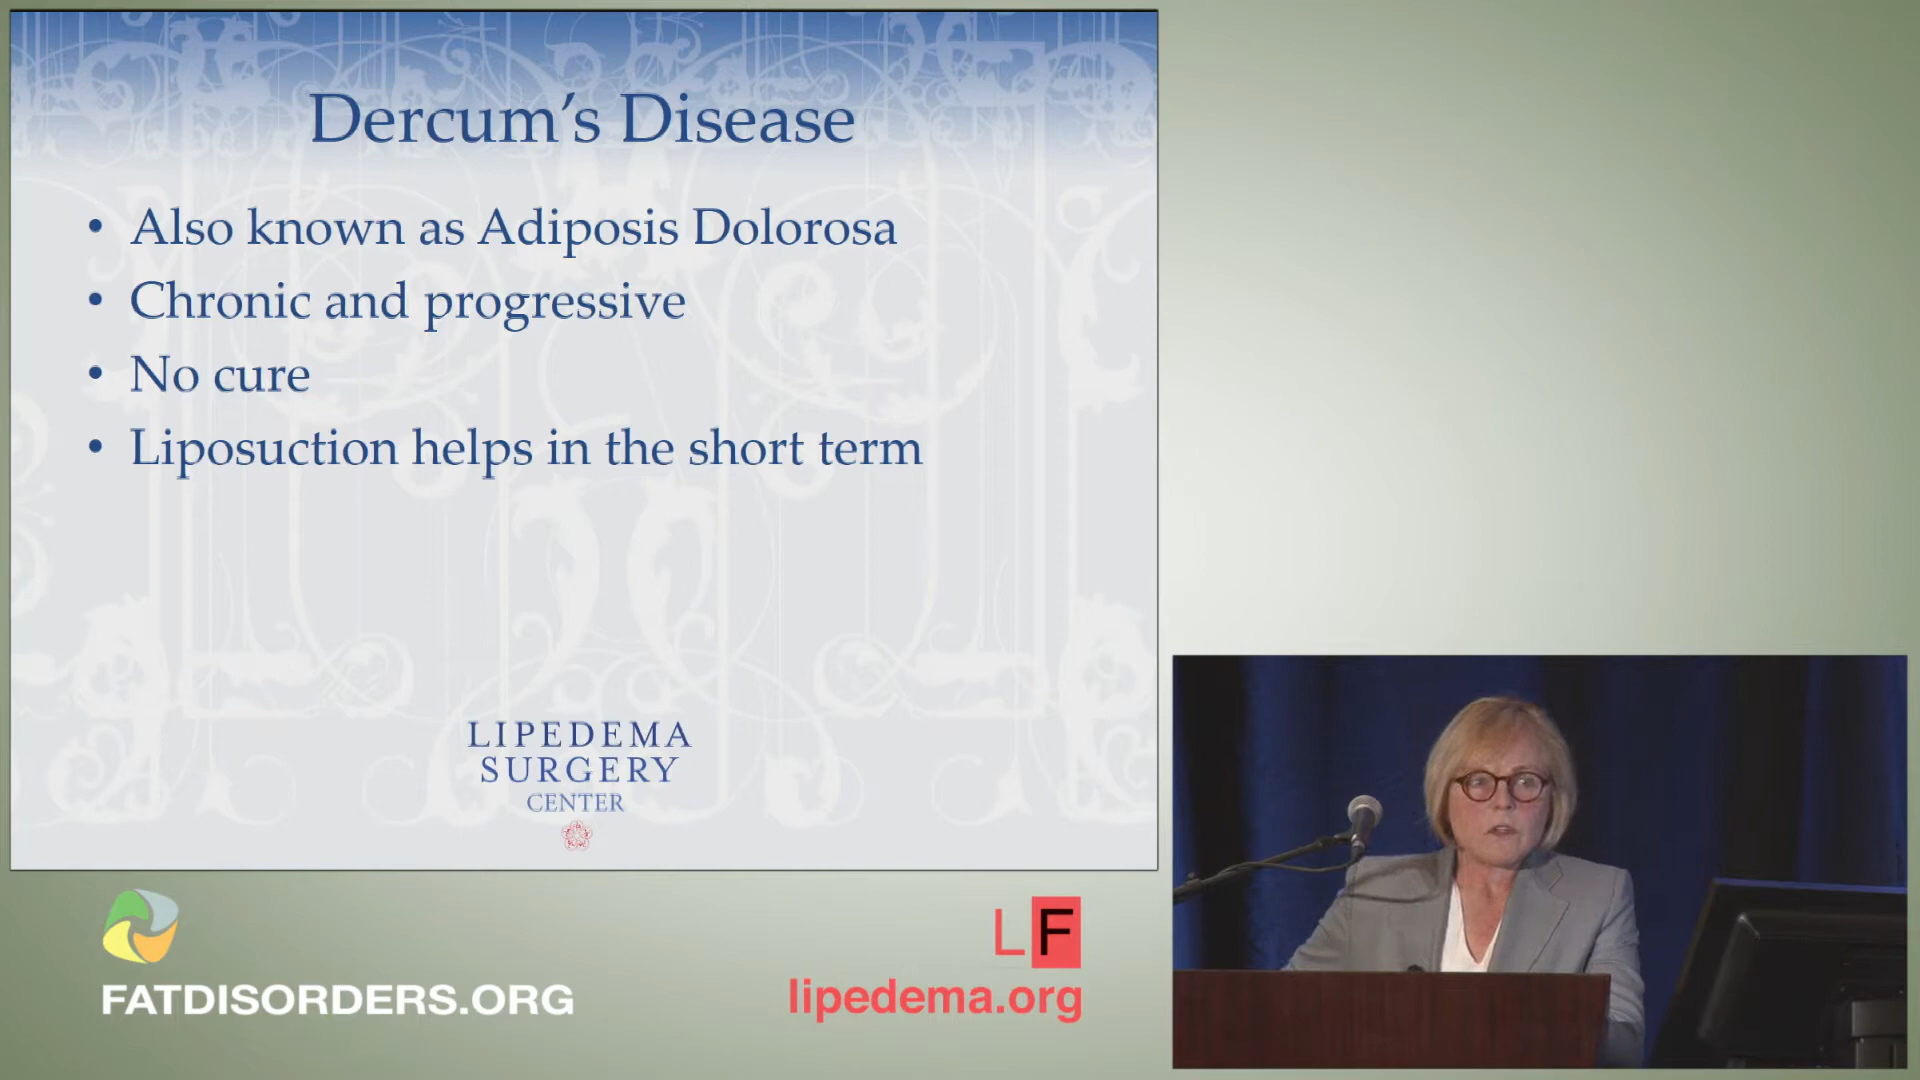 Dercum’s Disease
• Also known as Adiposis Dolorosa
• Chronic and progressive
• No cure
• Liposuction helps in the short term
LIPEDEMA
SURGERY
CENTER
FATDISORDERS.ORG
LF
lipedema.org